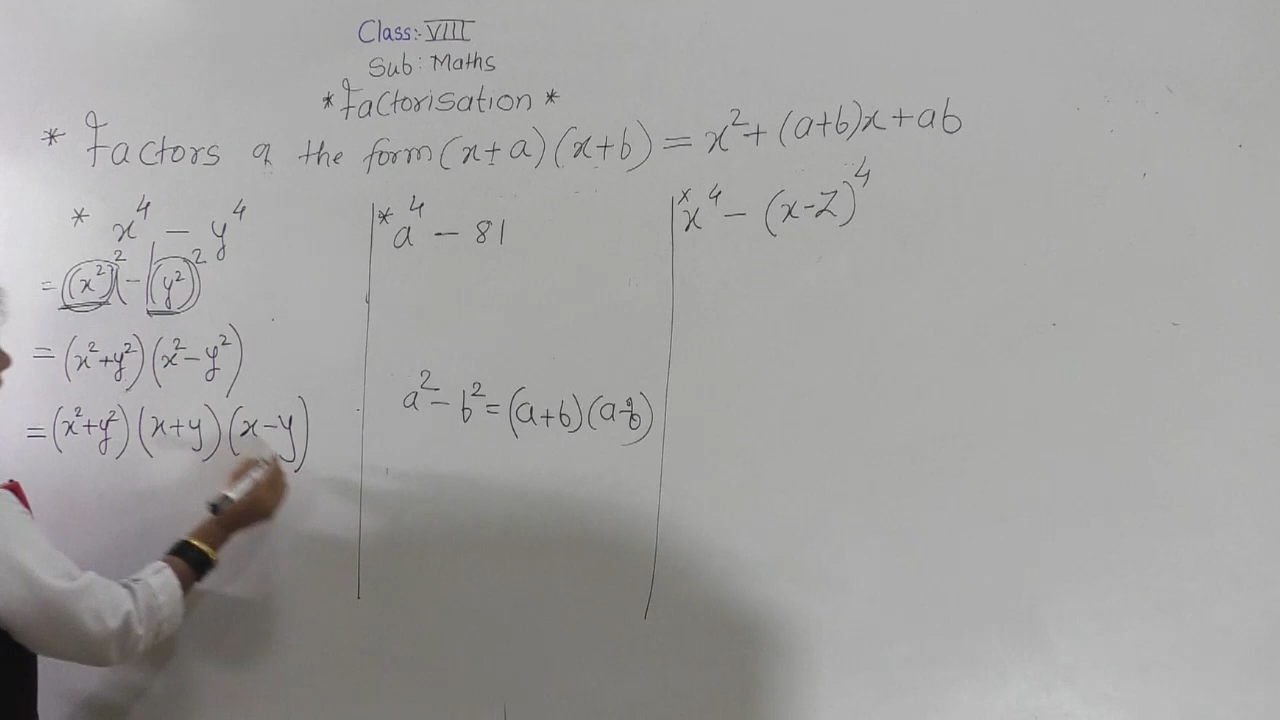 Class:- VIII
Sub: Maths
* Factorisation *
* Factors of the form (x+a)(x+b) = x² + (a+b)x + ab
* x⁴ - y⁴
= (x²)² - (y²)²
= (x²+y²)(x²-y²)
= (x²+y²)(x+y)(x-y)
* a⁴ - 81
a² - b² = (a+b)(a-b)
* x⁴ - (x-z)⁴